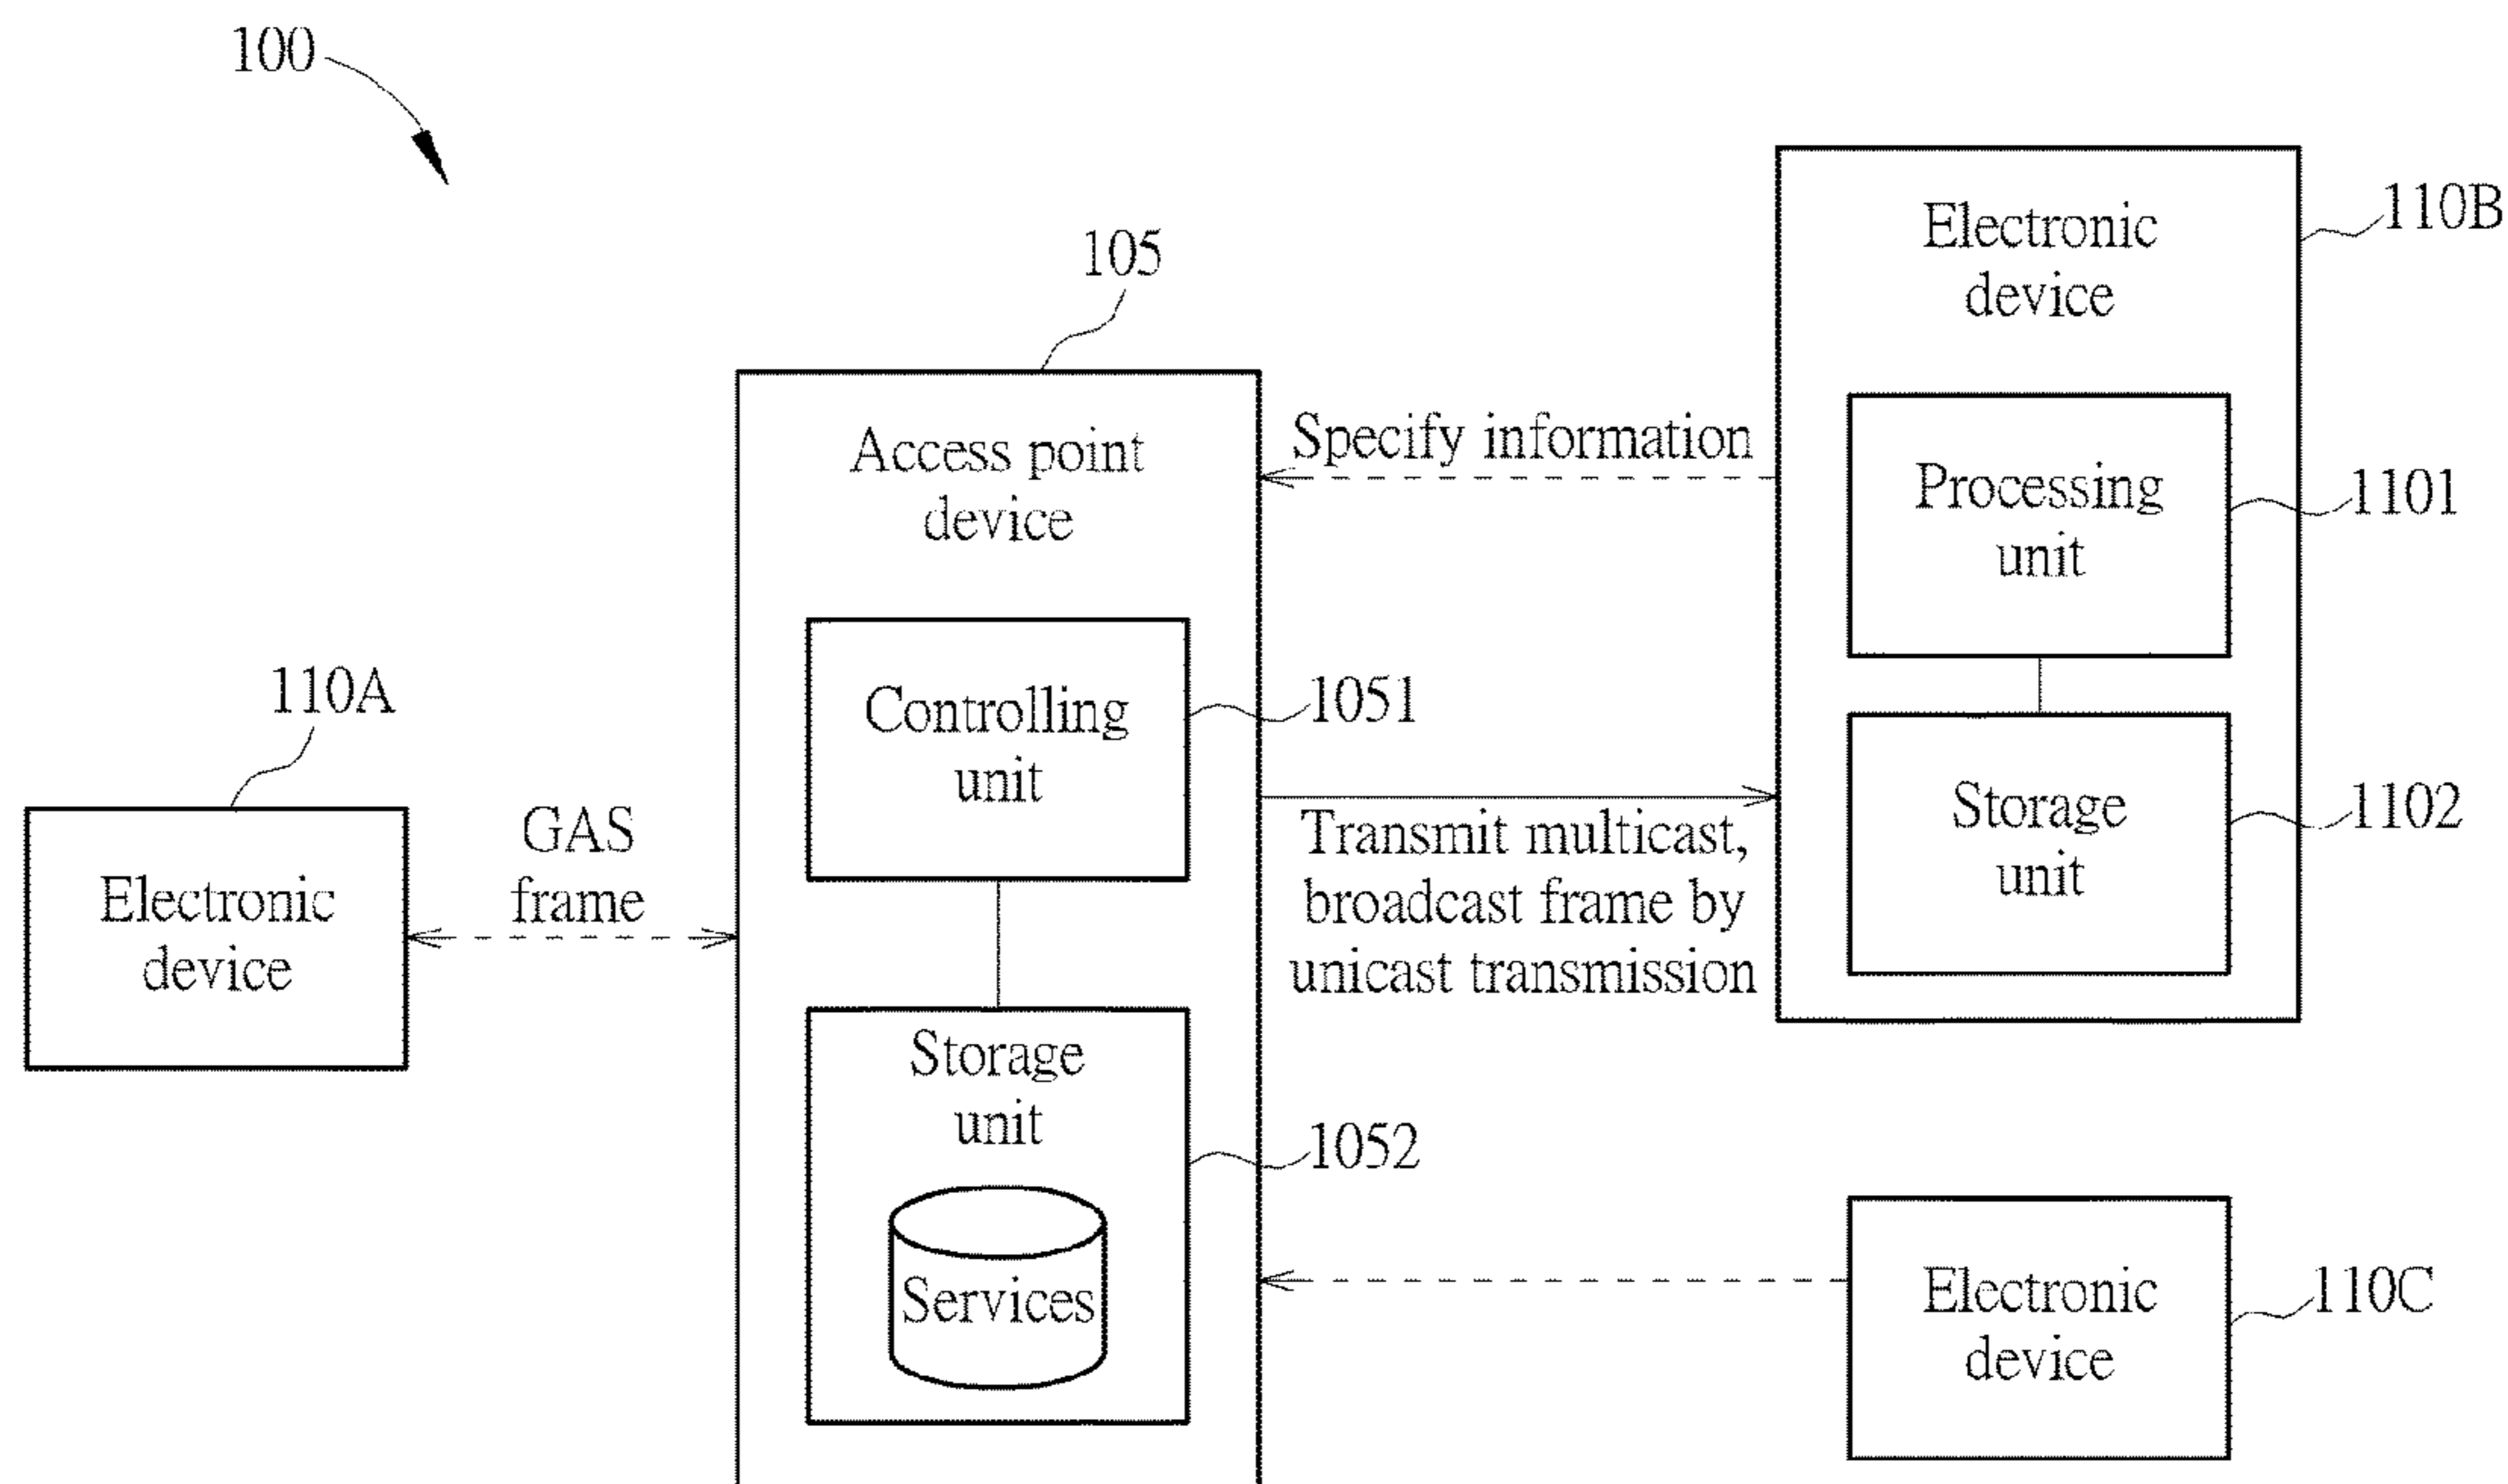 100
105
110B
Electronic
device
Specify information
Access point
device
Processing
unit
1101
110A
Controlling
unit
1051
Storage
unit
1102
GAS
frame
Electronic
device
Transmit multicast,
broadcast frame by
unicast transmission
Storage
unit
1052
Services
Electronic
device
110C